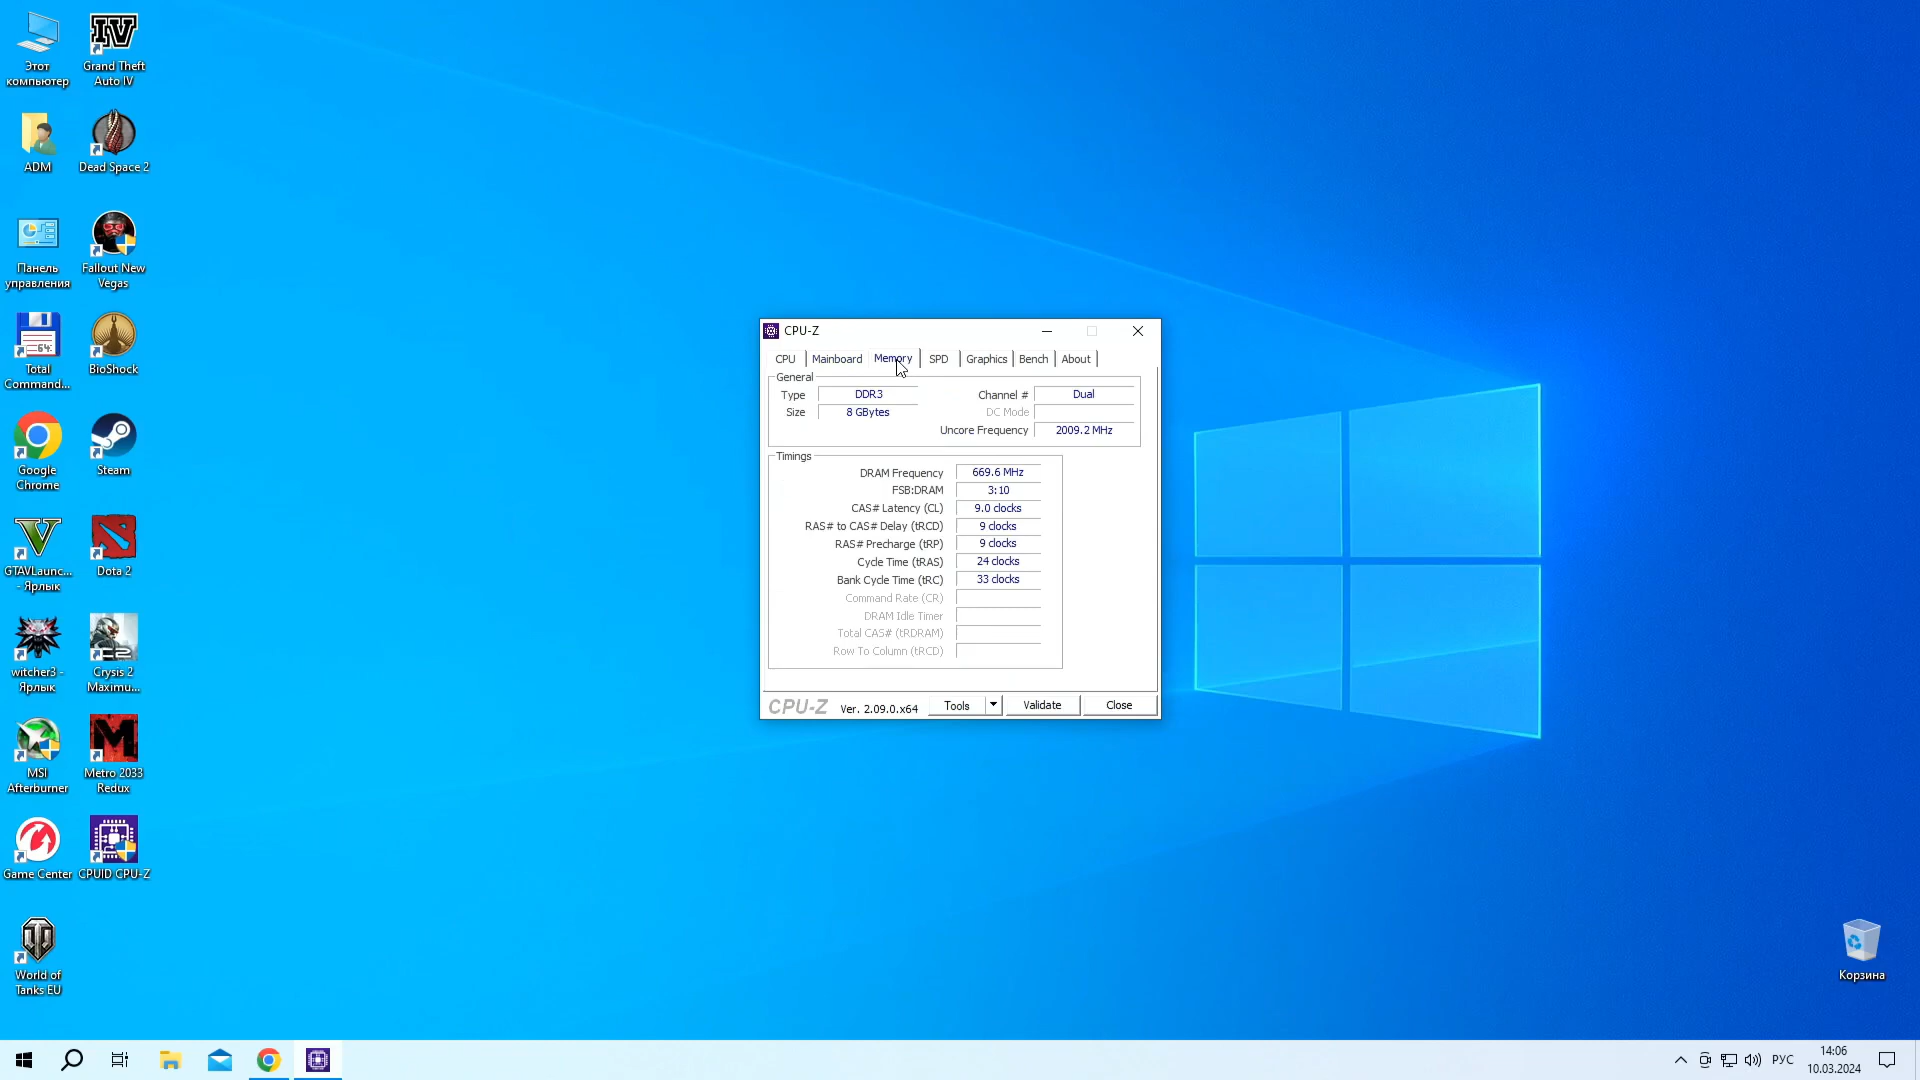 Этот
компьютер
Grand Theft
Auto IV
ADM
Dead Space 2
Панель
управления
Fallout New
Vegas
64
Total
Command...
BioShock
Google
Chrome
Steam
GTAVLaunc...
- Ярлык
Dota 2
witcher3 -
Ярлык
Crysis 2
Maximu...
MSI
Afterburner
Metro 2033
Redux
Game Center
CPUID CPU-Z
World of
Tanks EU
CPU-Z
CPU Mainboard Memory SPD Graphics Bench About
General
Type DDR3 Channel # Dual
Size 8 GBytes DC Mode
Uncore Frequency 2009.2 MHz
Timings
DRAM Frequency 669.6 MHz
FSB:DRAM 3:10
CAS# Latency (CL) 9.0 clocks
RAS# to CAS# Delay (tRCD) 9 clocks
RAS# Precharge (tRP) 9 clocks
Cycle Time (tRAS) 24 clocks
Bank Cycle Time (tRC) 33 clocks
Command Rate (CR)
DRAM Idle Timer
Total CAS# (tRDRAM)
Row To Column (tRCD)
CPU-Z Ver. 2.09.0.x64 Tools Validate Close
Корзина
РУС
14:06
10.03.2024